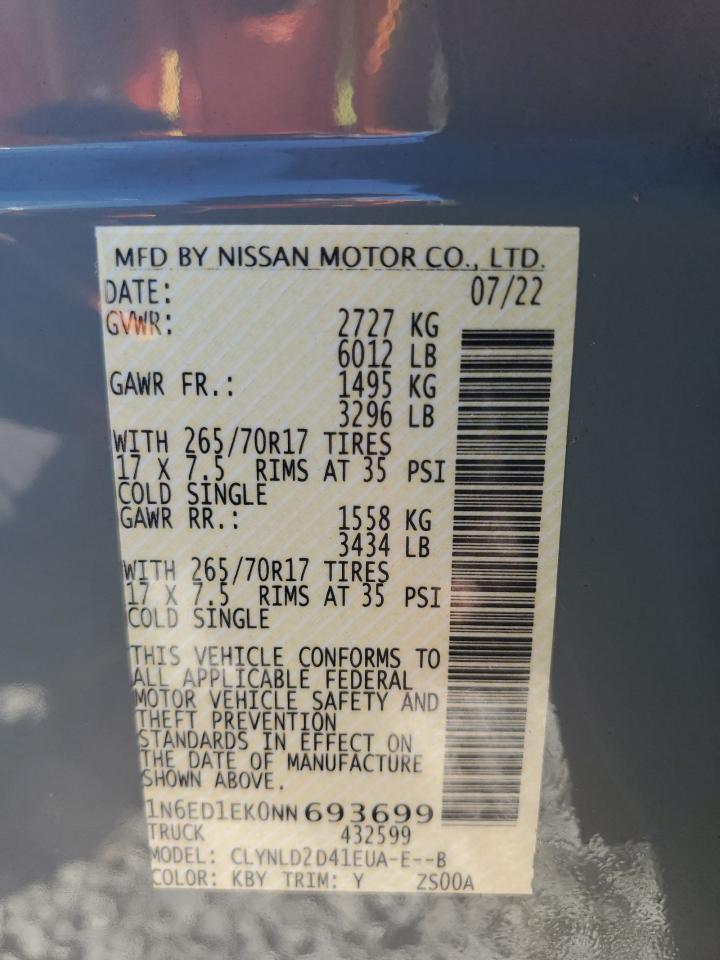 MFD BY NISSAN MOTOR CO., LTD.
DATE: 07/22
GVWR: 2727 KG
6012 LB
GAWR FR.: 1495 KG
3296 LB
WITH 265/70R17 TIRES
17 X 7.5 RIMS AT 35 PSI
COLD SINGLE
GAWR RR.: 1558 KG
3434 LB
WITH 265/70R17 TIRES
17 X 7.5 RIMS AT 35 PSI
COLD SINGLE
THIS VEHICLE CONFORMS TO
ALL APPLICABLE FEDERAL
MOTOR VEHICLE SAFETY AND
THEFT PREVENTION
STANDARDS IN EFFECT ON
THE DATE OF MANUFACTURE
SHOWN ABOVE.
1N6ED1EK0NN693699
TRUCK 432599
MODEL: CLYNLD2D41EUA-E--B
COLOR: KBY TRIM: Y ZS00A